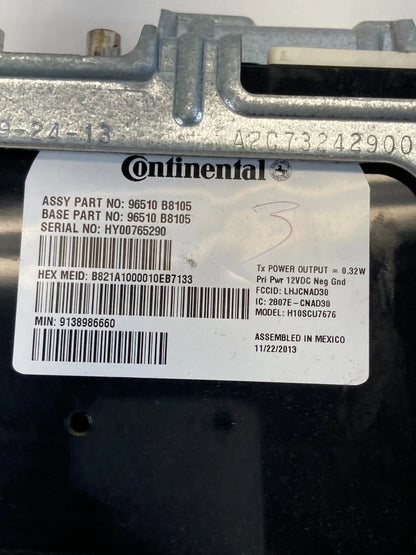 9-24-13 A2C73242900
Continental
ASSY PART NO: 96510 B8105
BASE PART NO: 96510 B8105
SERIAL NO: HY00765290
3
HEX MEID: B821A1000010EB7133
Tx POWER OUTPUT = 0.32W
Pri Pwr 12VDC Neg Gnd
FCCID: LHJCNAD30
IC: 2807E-CNAD30
MODEL: H10SCU7676
MIN: 9138986660
ASSEMBLED IN MEXICO
11/22/2013